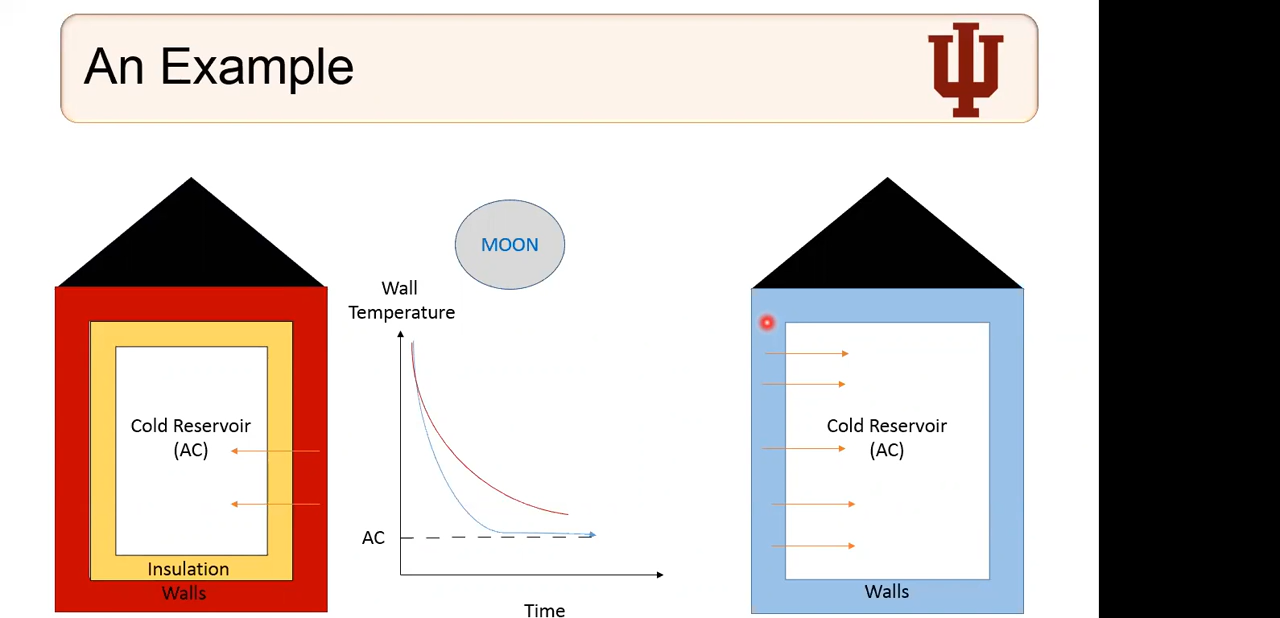 An Example
MOON
Wall
Temperature
AC
Time
Cold Reservoir
(AC)
Insulation
Walls
Cold Reservoir
(AC)
Walls